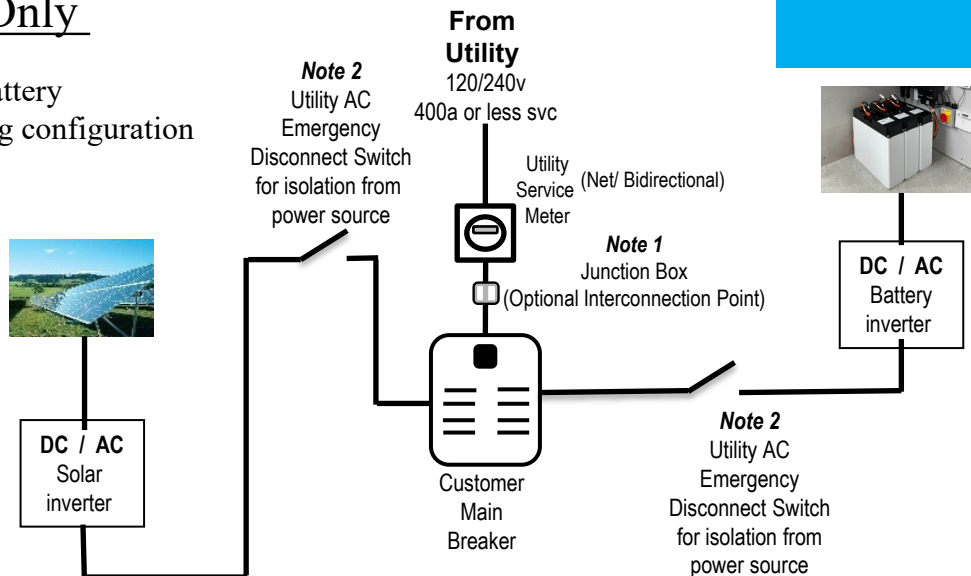 Only
From
Utility
120/240v
400a or less svc
Note 2
Utility AC
Emergency
Disconnect Switch
for isolation from
power source
configuration
Utility
Service
Meter
(Net/ Bidirectional)
Note 1
Junction Box
(Optional Interconnection Point)
DC / AC
Battery
inverter
DC / AC
Solar
inverter
Customer
Main
Breaker
Note 2
Utility AC
Emergency
Disconnect Switch
for isolation from
power source